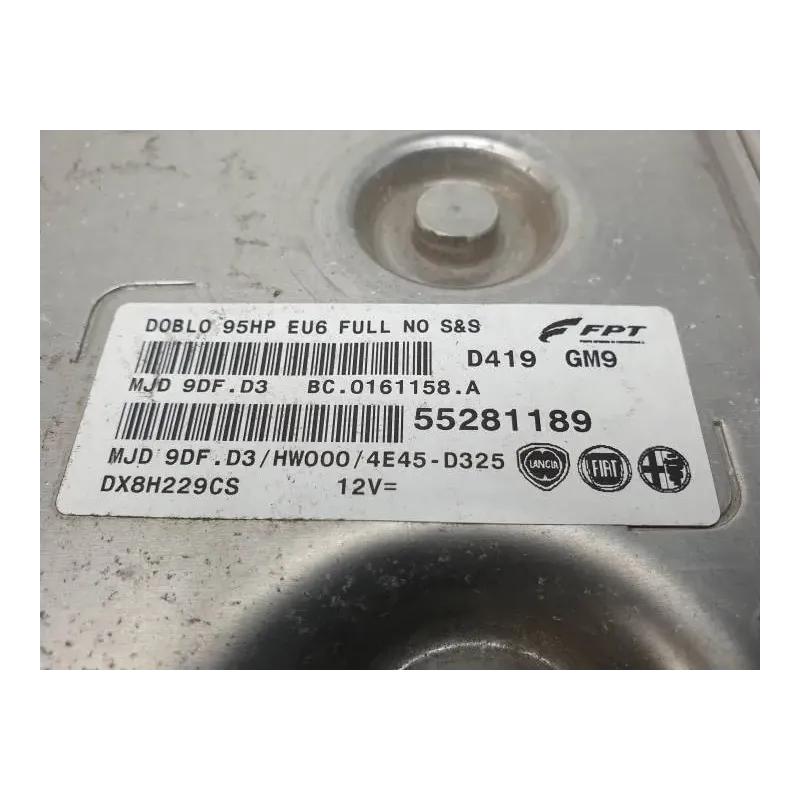 DOBLO 95HP EU6 FULL NO S&S
FPT
D419 GM9
MJD 9DF.D3 BC.0161158.A
55281189
MJD 9DF.D3/HW000/4E45-D325
LANCIA
FIAT
DX8H229CS 12V=